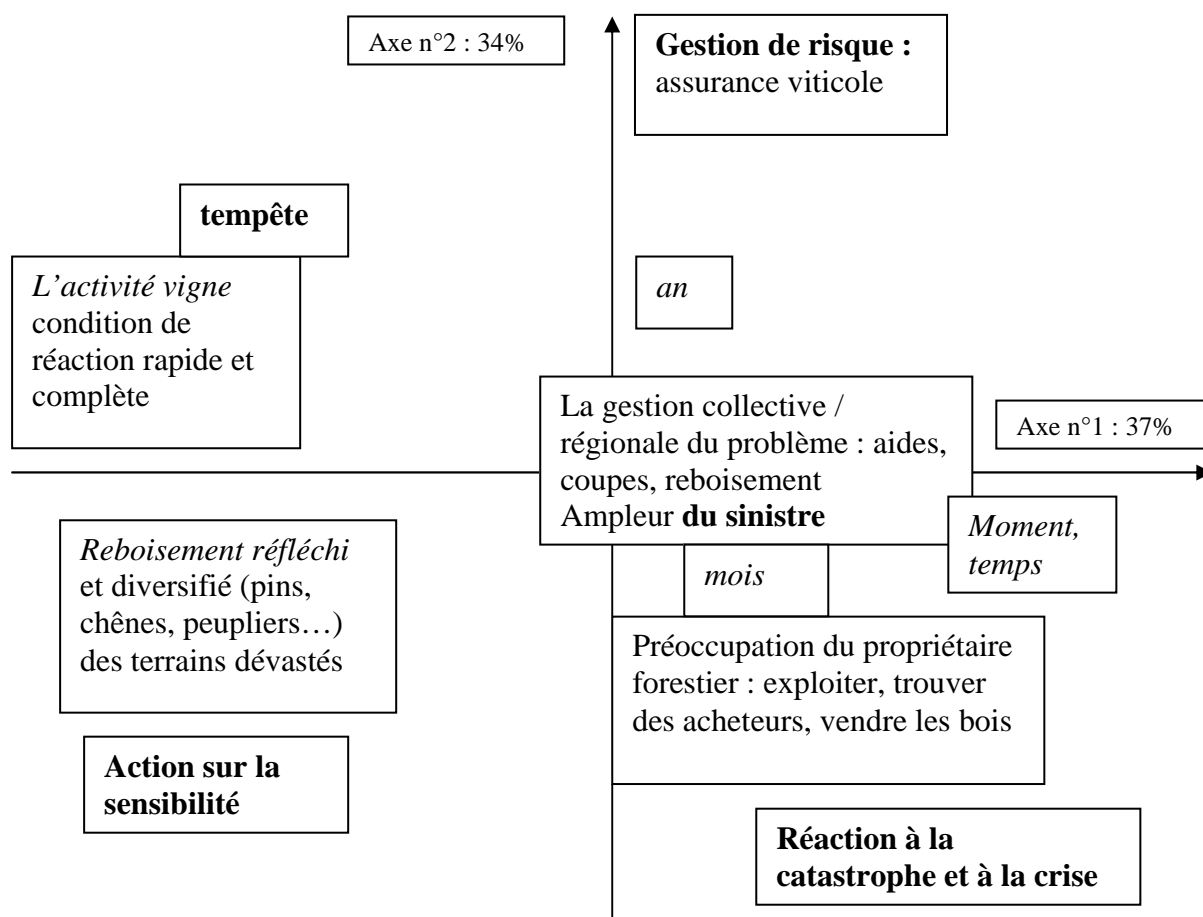 Axe n°2 : 34%
Gestion de risque :
assurance viticole
tempête
L'activité vigne
condition de
réaction rapide et
complète
an
La gestion collective /
régionale du problème : aides,
coupes, reboisement
Ampleur du sinistre
Axe n°1 : 37%
Moment,
temps
Reboisement réfléchi
et diversifié (pins,
chênes, peupliers…)
des terrains dévastés
mois
Préoccupation du propriétaire
forestier : exploiter, trouver
des acheteurs, vendre les bois
Action sur la
sensibilité
Réaction à la
catastrophe et à la crise